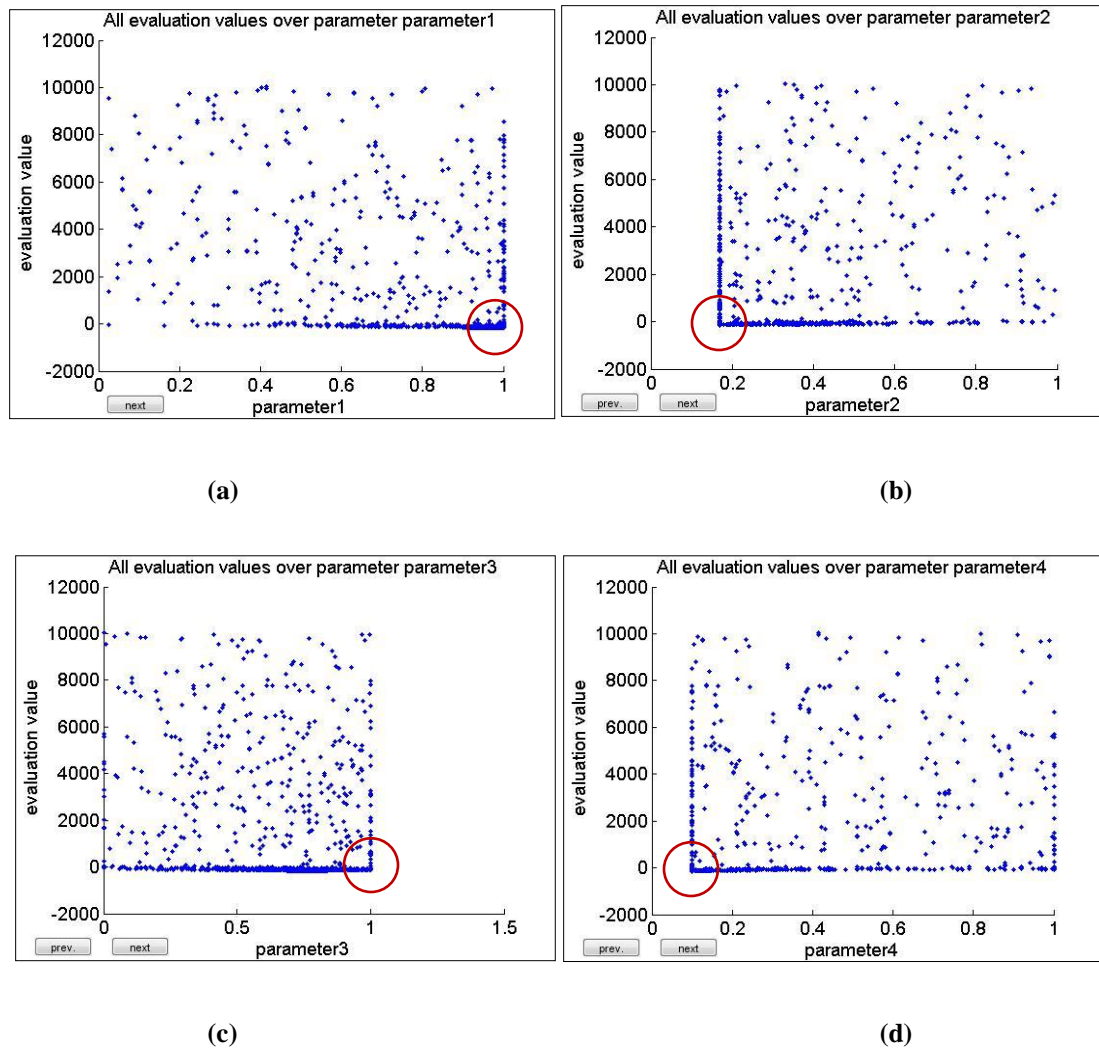 All evaluation values over parameter parameter1
12000
10000
8000
6000
4000
2000
0
-2000
evaluation value
0 0.2 0.4 0.6 0.8 1
next
parameter1
All evaluation values over parameter parameter2
12000
10000
8000
6000
4000
2000
0
-2000
evaluation value
0 0.2 0.4 0.6 0.8 1
prev. next
parameter2
(a) (b)
All evaluation values over parameter parameter3
12000
10000
8000
6000
4000
2000
0
-2000
evaluation value
0 0.5 1 1.5
prev. next
parameter3
All evaluation values over parameter parameter4
12000
10000
8000
6000
4000
2000
0
-2000
evaluation value
0 0.2 0.4 0.6 0.8 1
prev. next
parameter4
(c) (d)